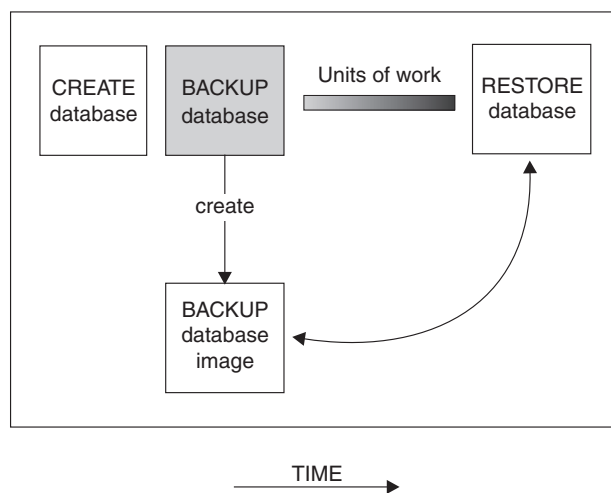 CREATE
database
BACKUP
database
Units of work
RESTORE
database
create
BACKUP
database
image
TIME